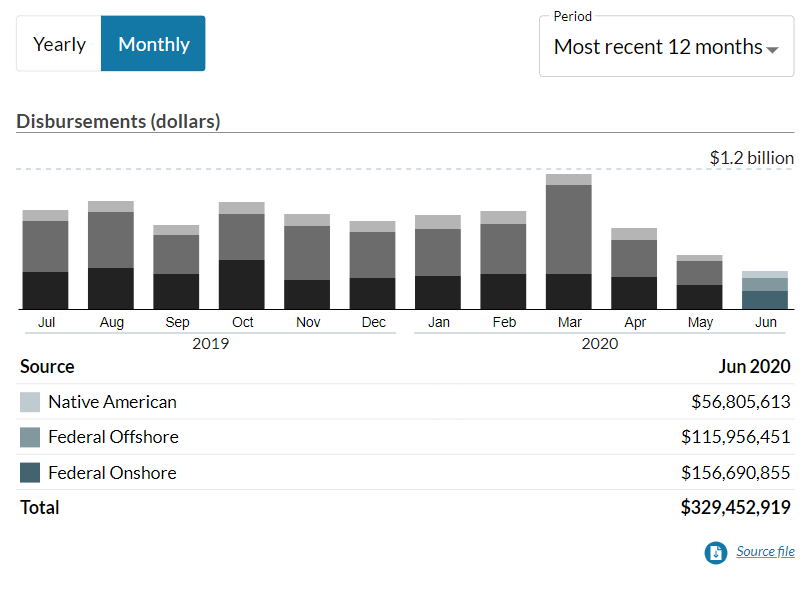 Yearly Monthly
Period
Most recent 12 months
Disbursements (dollars)
$1.2 billion
Jul Aug Sep Oct Nov Dec Jan Feb Mar Apr May Jun
2019 2020
Source Jun 2020
Native American $56,805,613
Federal Offshore $115,956,451
Federal Onshore $156,690,855
Total $329,452,919
Source file